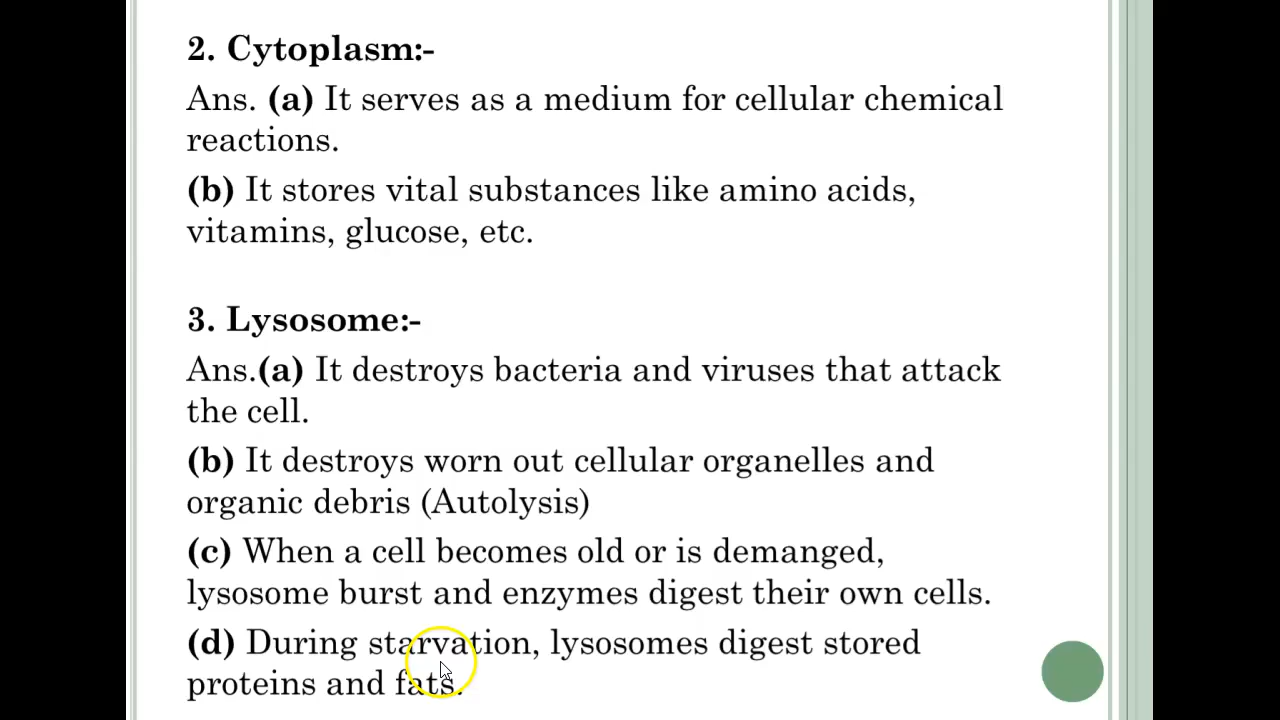 2. Cytoplasm:-
Ans. (a) It serves as a medium for cellular chemical
reactions.
(b) It stores vital substances like amino acids,
vitamins, glucose, etc.
3. Lysosome:-
Ans.(a) It destroys bacteria and viruses that attack
the cell.
(b) It destroys worn out cellular organelles and
organic debris (Autolysis)
(c) When a cell becomes old or is demanged,
lysosome burst and enzymes digest their own cells.
(d) During starvation, lysosomes digest stored
proteins and fats.